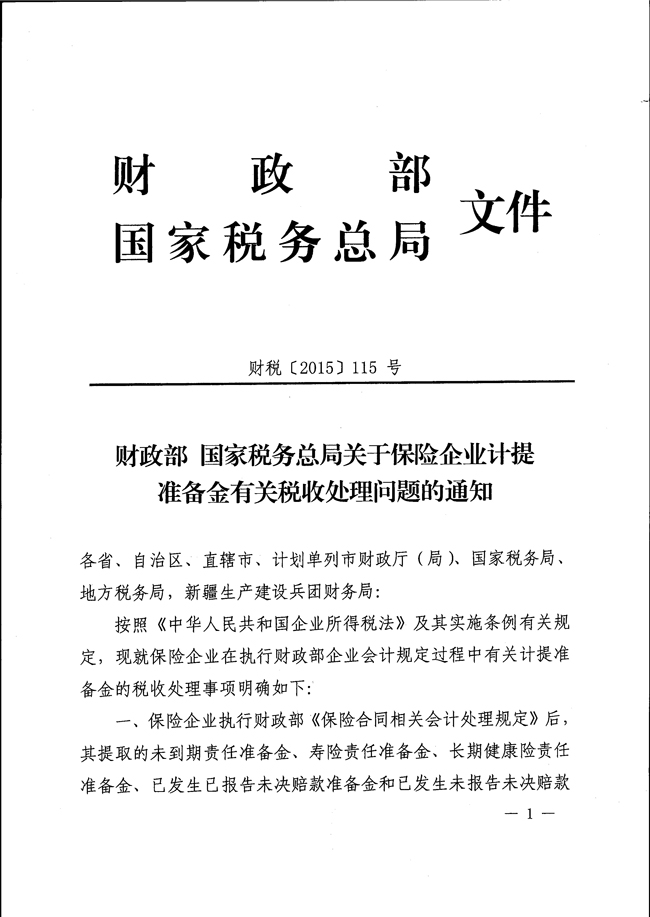 财政部
国家税务总局
文件
财税〔2015〕115 号
财政部 国家税务总局关于保险企业计提
准备金有关税收处理问题的通知
各省、自治区、直辖市、计划单列市财政厅（局）、国家税务局、
地方税务局，新疆生产建设兵团财务局：
按照《中华人民共和国企业所得税法》及其实施条例有关规
定，现就保险企业在执行财政部企业会计规定过程中有关计提准
备金的税收处理事项明确如下：
一、保险企业执行财政部《保险合同相关会计处理规定》后，
其提取的未到期责任准备金、寿险责任准备金、长期健康险责任
准备金、已发生已报告未决赔款准备金和已发生未报告未决赔款
— 1 —